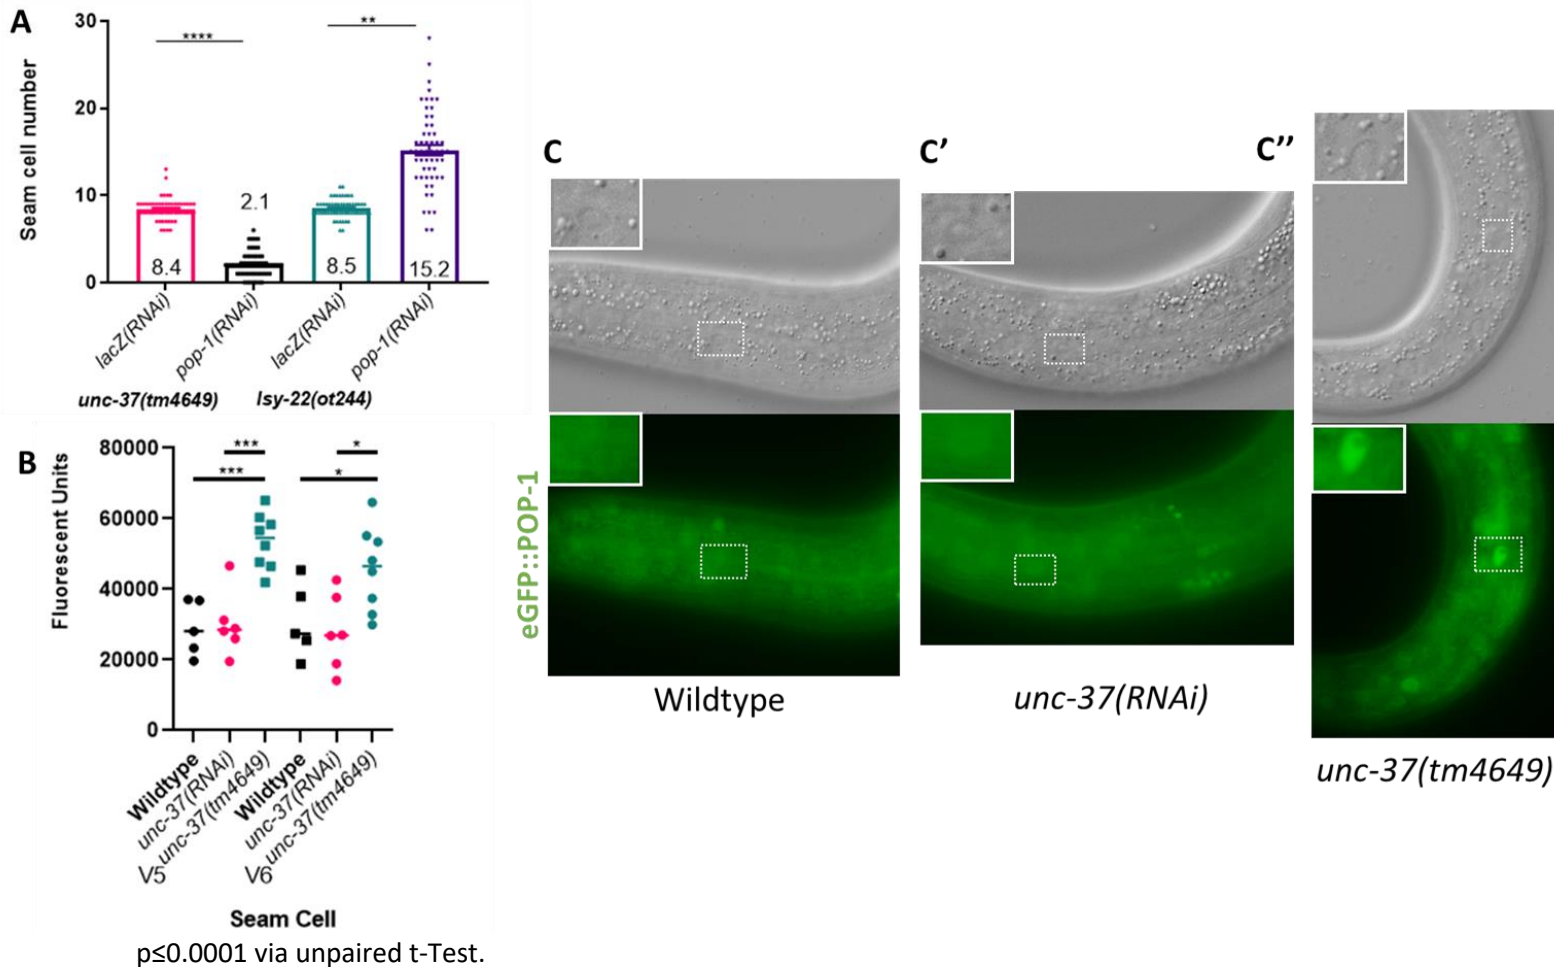 A
Seam cell number
30
20
10
0
****
**
8.4
2.1
8.5
15.2
lacZ(RNAi)
pop-1(RNAi)
lacZ(RNAi)
pop-1(RNAi)
unc-37(tm4649)
lsy-22(ot244)
B
Fluorescent Units
80000
60000
40000
20000
0
***
***
*
*
Wildtype
unc-37(RNAi)
unc-37(tm4649)
Wildtype
unc-37(RNAi)
unc-37(tm4649)
V5
V6
Seam Cell
p≤0.0001 via unpaired t-Test.
C
C’
C’’
eGFP::POP-1
Wildtype
unc-37(RNAi)
unc-37(tm4649)